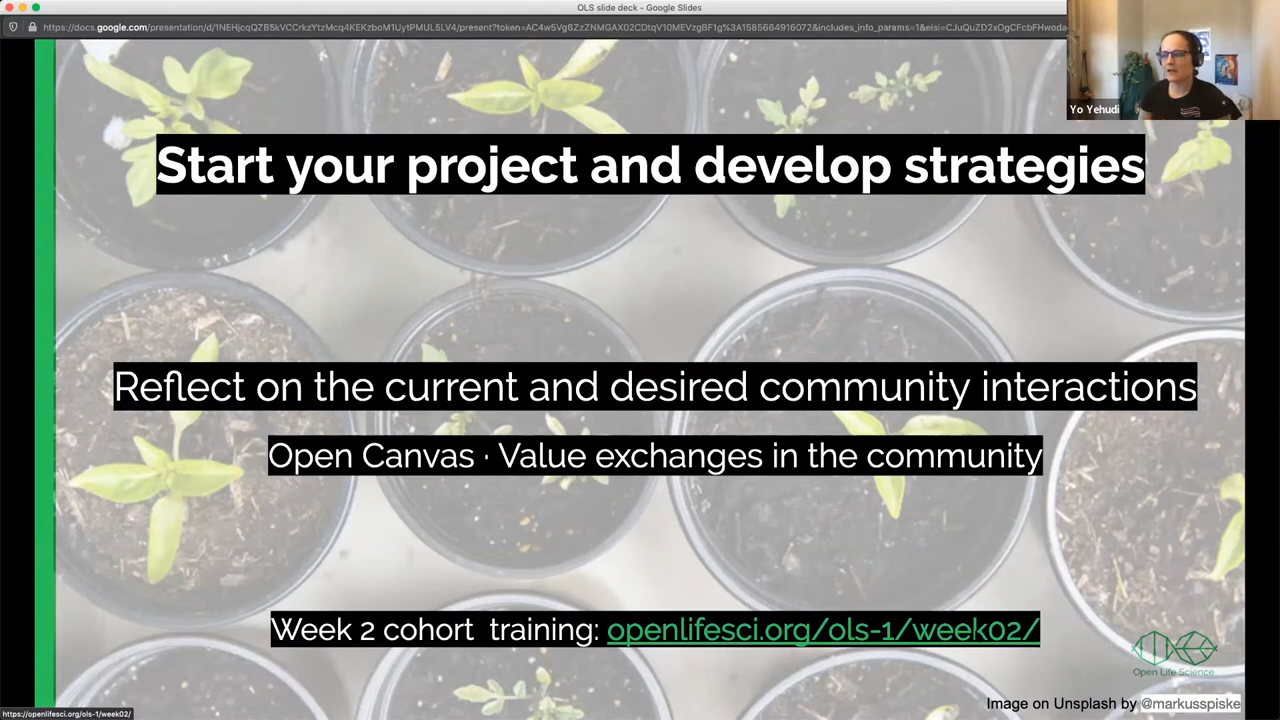 OLS slide deck - Google Slides
Yo Yehudi
Start your project and develop strategies
Reflect on the current and desired community interactions
Open Canvas · Value exchanges in the community
Week 2 cohort training: openlifesci.org/ols-1/week02/
Open Life Science
Image on Unsplash by @markusspiske
https://openlifesci.org/ols-1/week02/